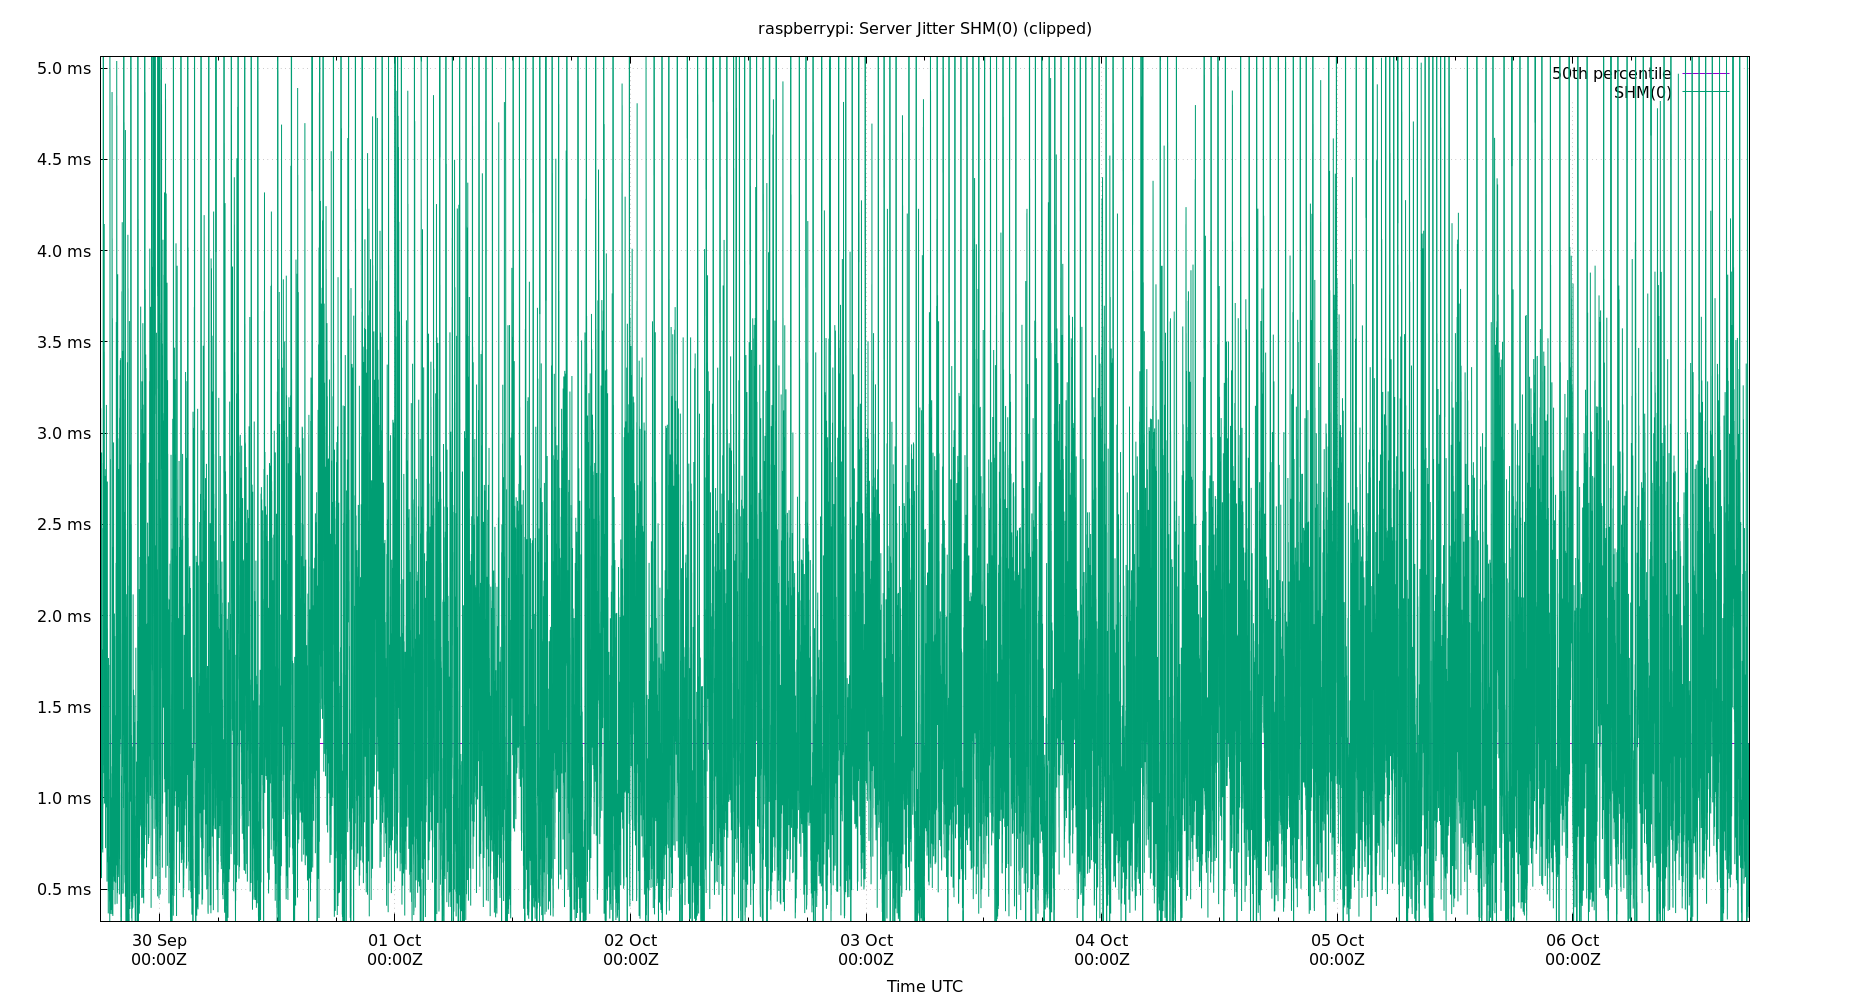 raspberrypi: Server Jitter SHM(0) (clipped)
5.0 ms
50th percentile
SHM(0)
4.5 ms
4.0 ms
3.5 ms
3.0 ms
2.5 ms
2.0 ms
1.5 ms
1.0 ms
0.5 ms
30 Sep 01 Oct 02 Oct 03 Oct 04 Oct 05 Oct 06 Oct
00:00Z 00:00Z 00:00Z 00:00Z 00:00Z 00:00Z 00:00Z
Time UTC